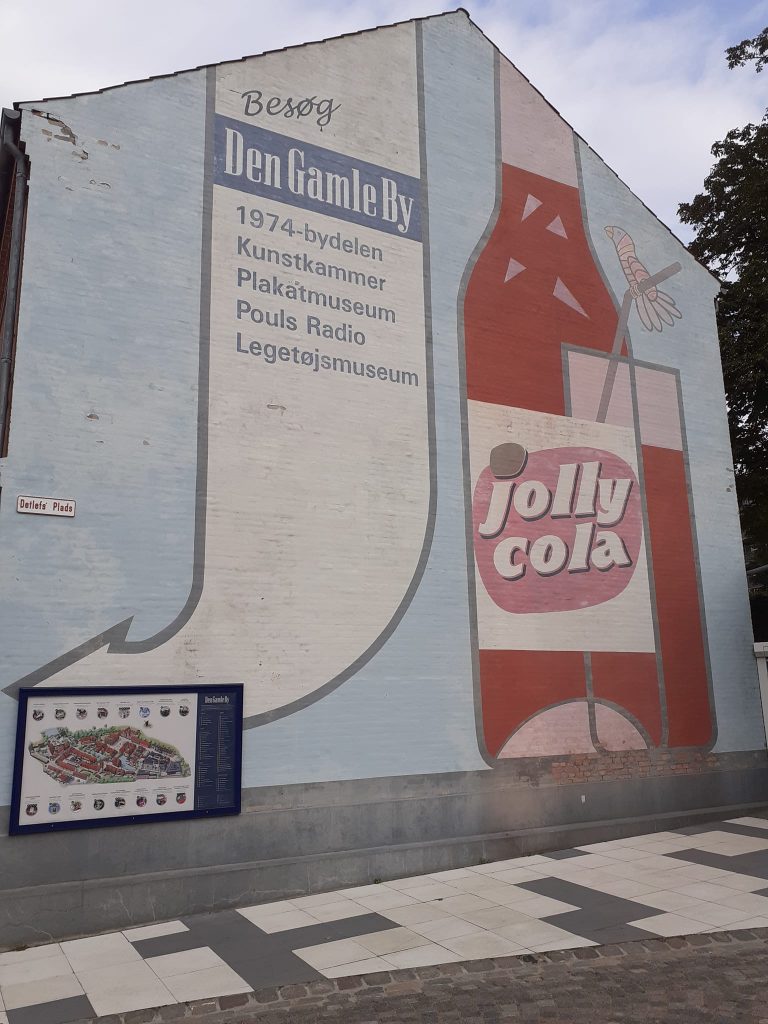 Besøg
Den Gamle By
1974-bydelen
Kunstkammer
Plakatmuseum
Pouls Radio
Legetøjsmuseum
jolly
cola
Detlefs' Plads
Den Gamle By